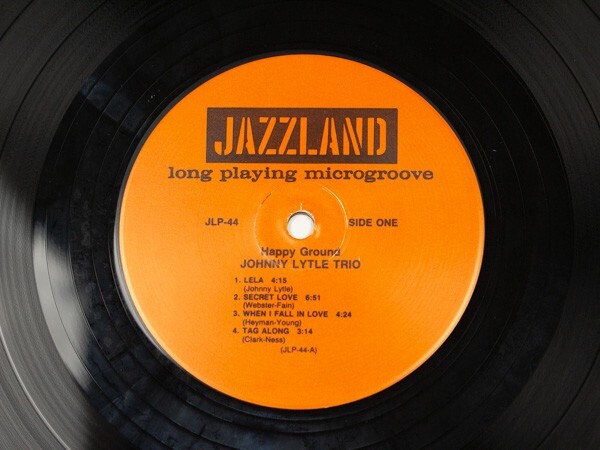 JAZZLAND
long playing microgroove
JLP-44 SIDE ONE
Happy Ground
JOHNNY LYTLE TRIO
1. LELA 4:15
(Johnny Lytle)
2. SECRET LOVE 6:51
(Webster-Fain)
3. WHEN I FALL IN LOVE 4:24
(Heyman-Young)
4. TAG ALONG 3:14
(Clark-Ness)
(JLP-44-A)